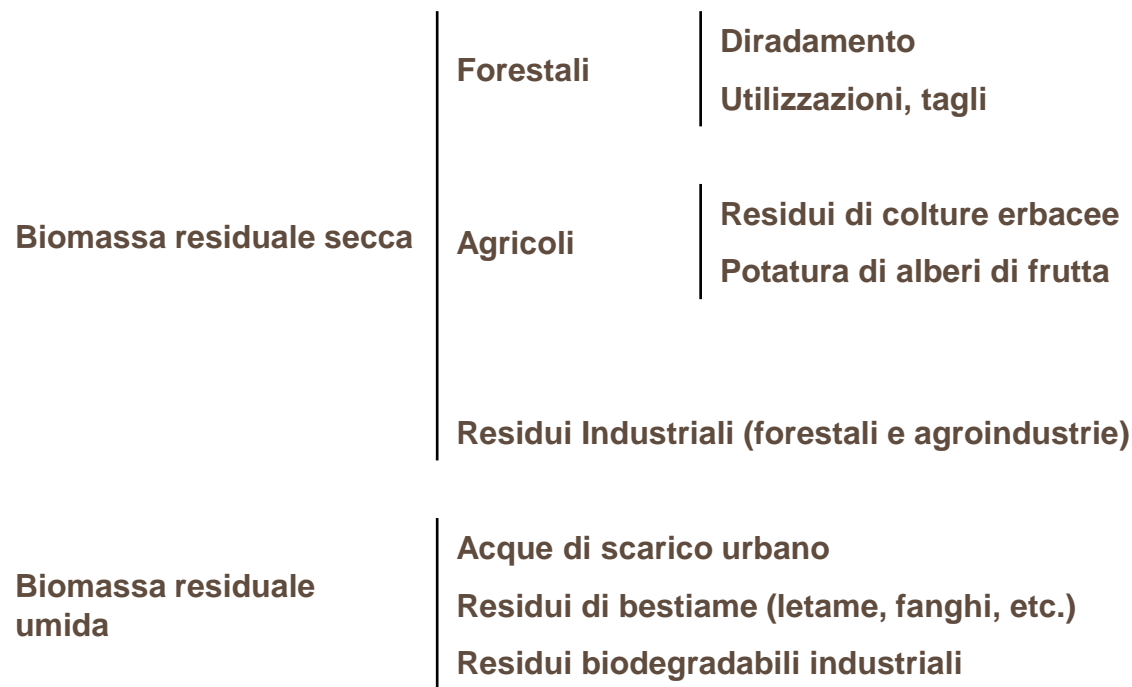 Biomassa residuale secca
Forestali
Diradamento
Utilizzazioni, tagli
Agricoli
Residui di colture erbacee
Potatura di alberi di frutta
Residui Industriali (forestali e agroindustrie)
Biomassa residuale
umida
Acque di scarico urbano
Residui di bestiame (letame, fanghi, etc.)
Residui biodegradabili industriali